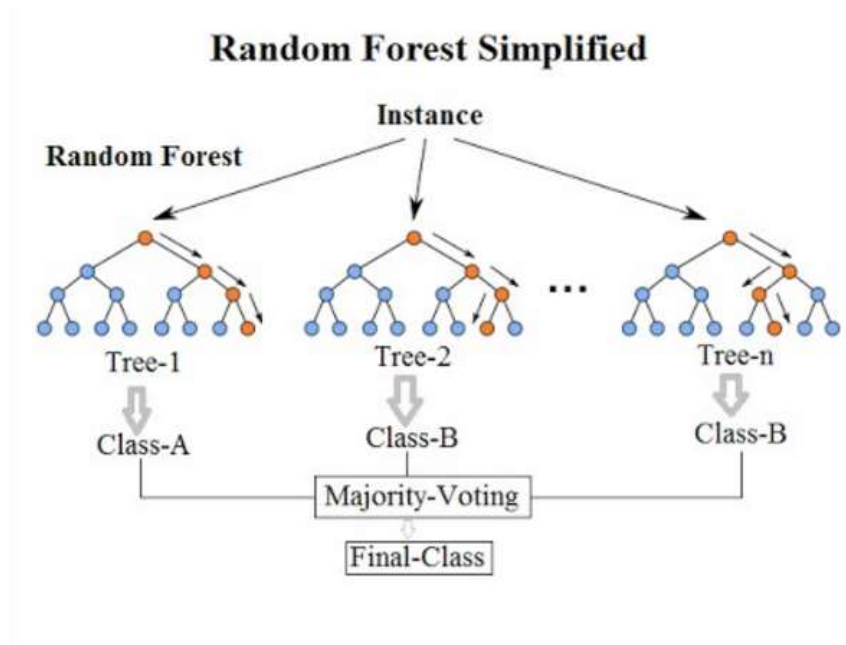 Random Forest Simplified
Instance
Random Forest
...
Tree-1
Tree-2
Tree-n
Class-A
Class-B
Class-B
Majority-Voting
Final-Class